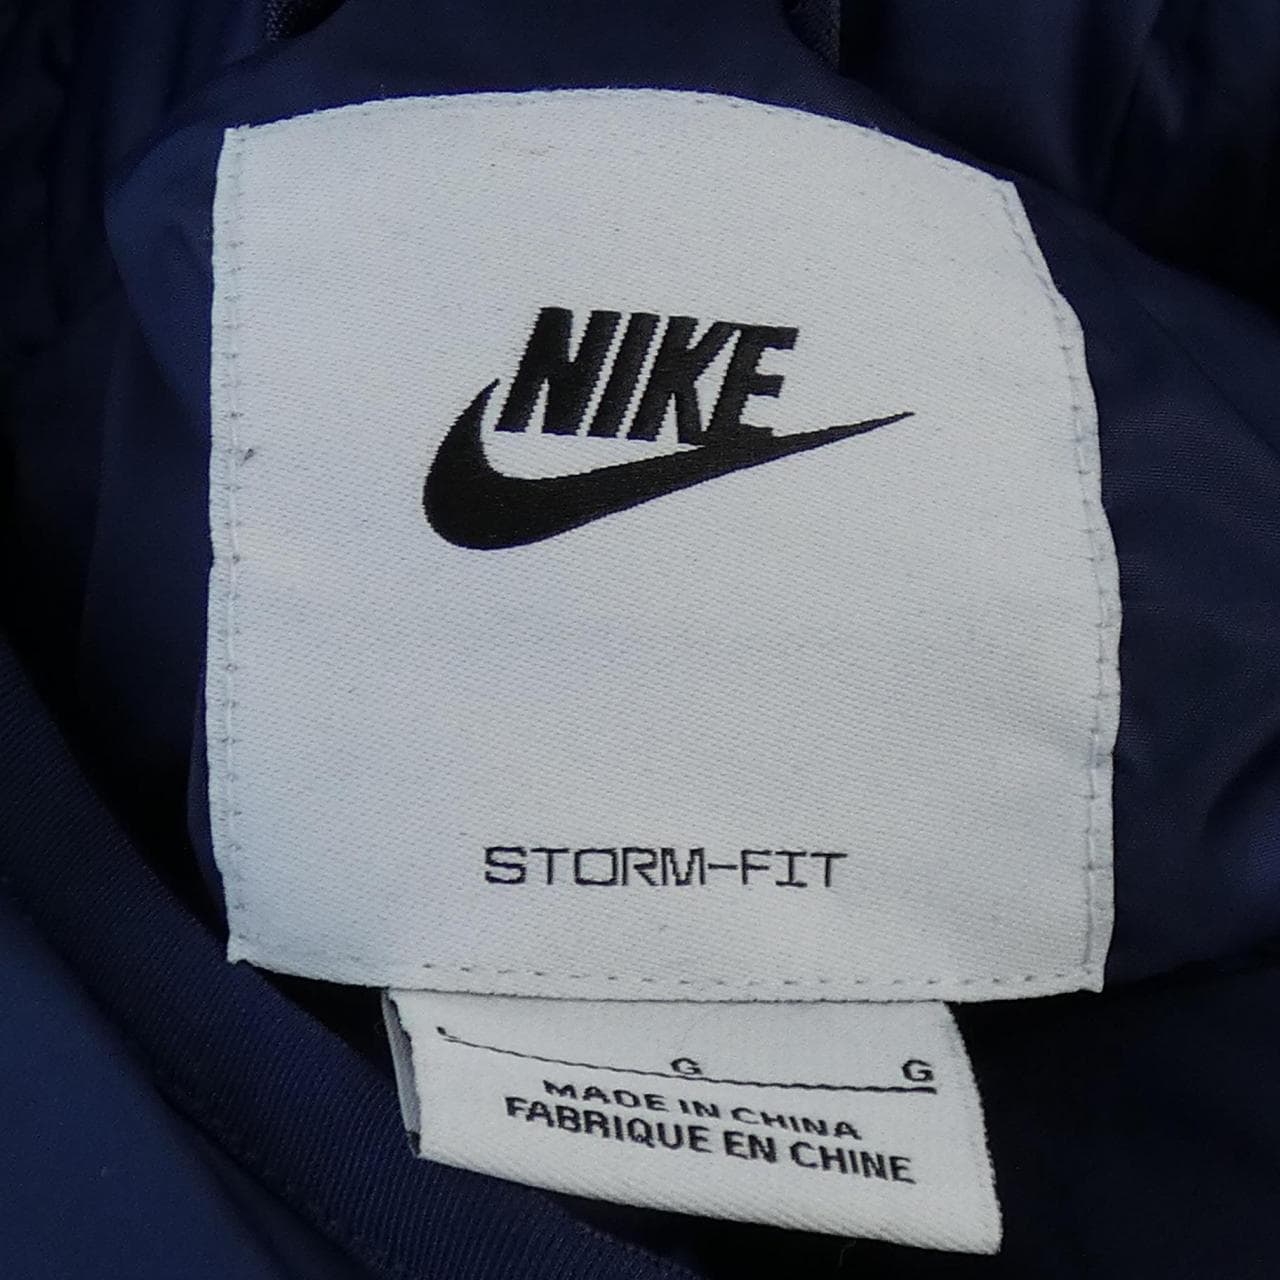 NIKE
STORM-FIT
L G G
MADE IN CHINA
FABRIQUE EN CHINE